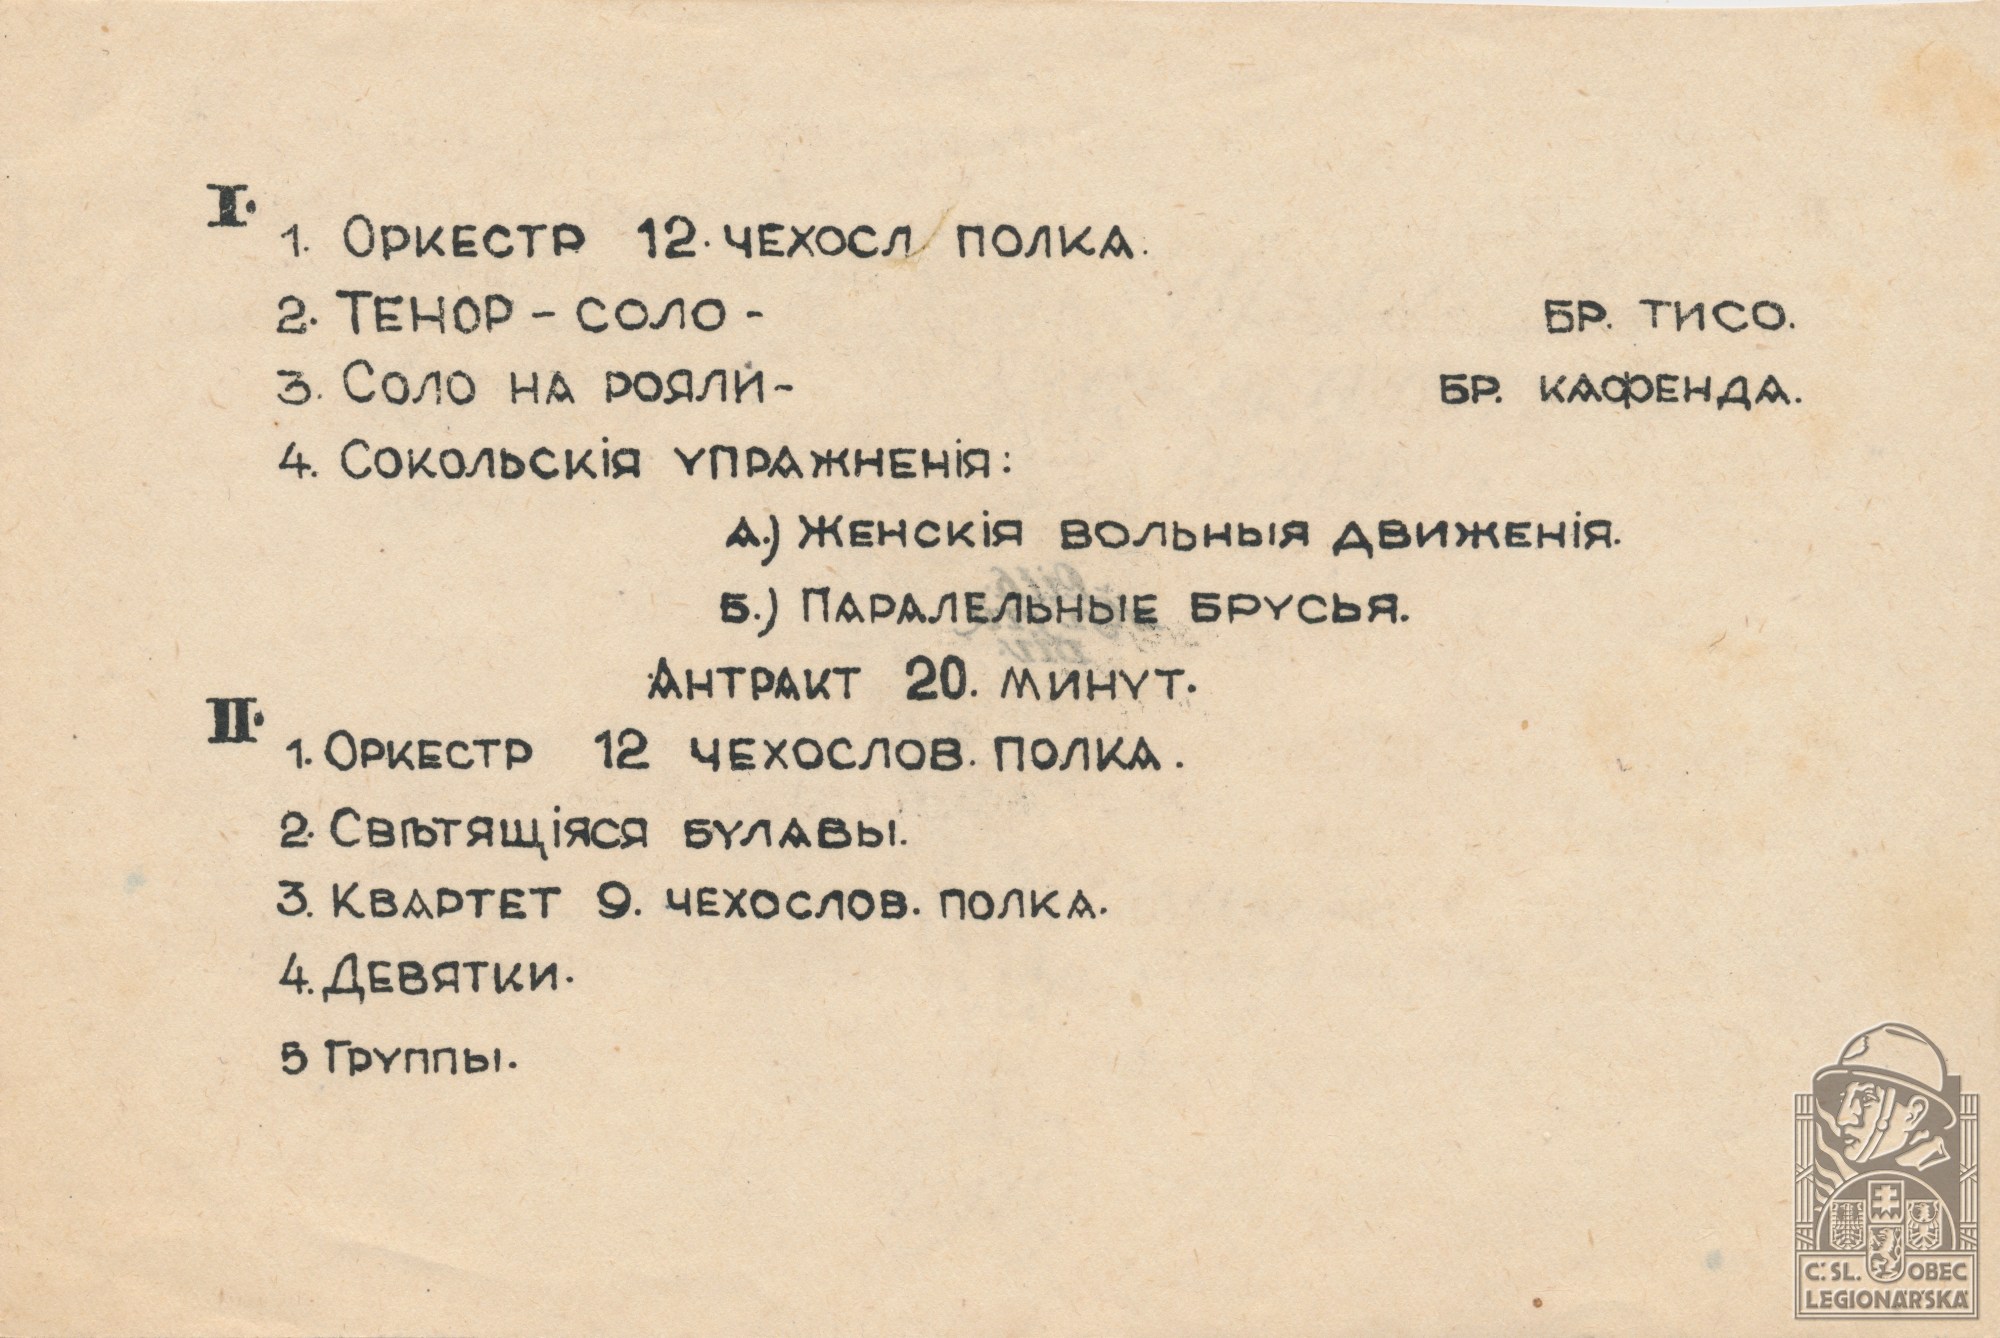 I.
1. Оркестр 12. чехосл полка.
2. Тенор - соло - бр. Тисо.
3. Соло на рояли - бр. Кафенда.
4. Сокольскія упражненія:
а.) Женскія вольныя движенія.
б.) Паралельные брусья.
Антракт 20. минут.
II.
1. Оркестр 12 чехослов. полка.
2. Свѣтящіяся булавы.
3. Квартет 9. чехослов. полка.
4. Девятки.
5 Группы.
Č.SL. OBEC
LEGIONÁŘSKÁ